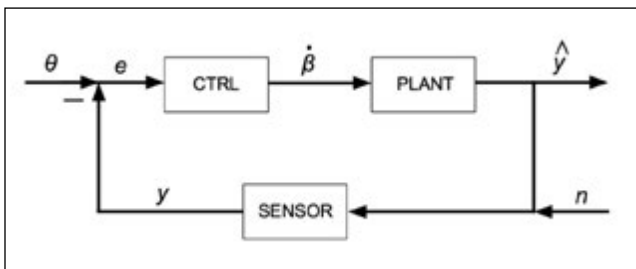 θ e CTRL β̇ PLANT ŷ
−
y SENSOR n